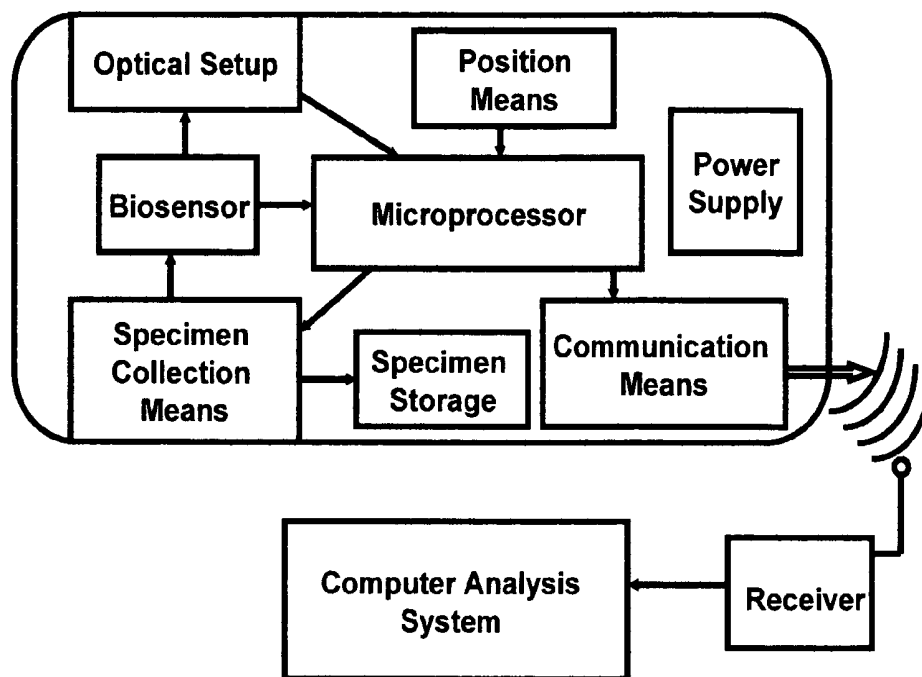 Optical Setup
Position
Means
Power
Supply
Biosensor
Microprocessor
Specimen
Collection
Means
Specimen
Storage
Communication
Means
Computer Analysis
System
Receiver